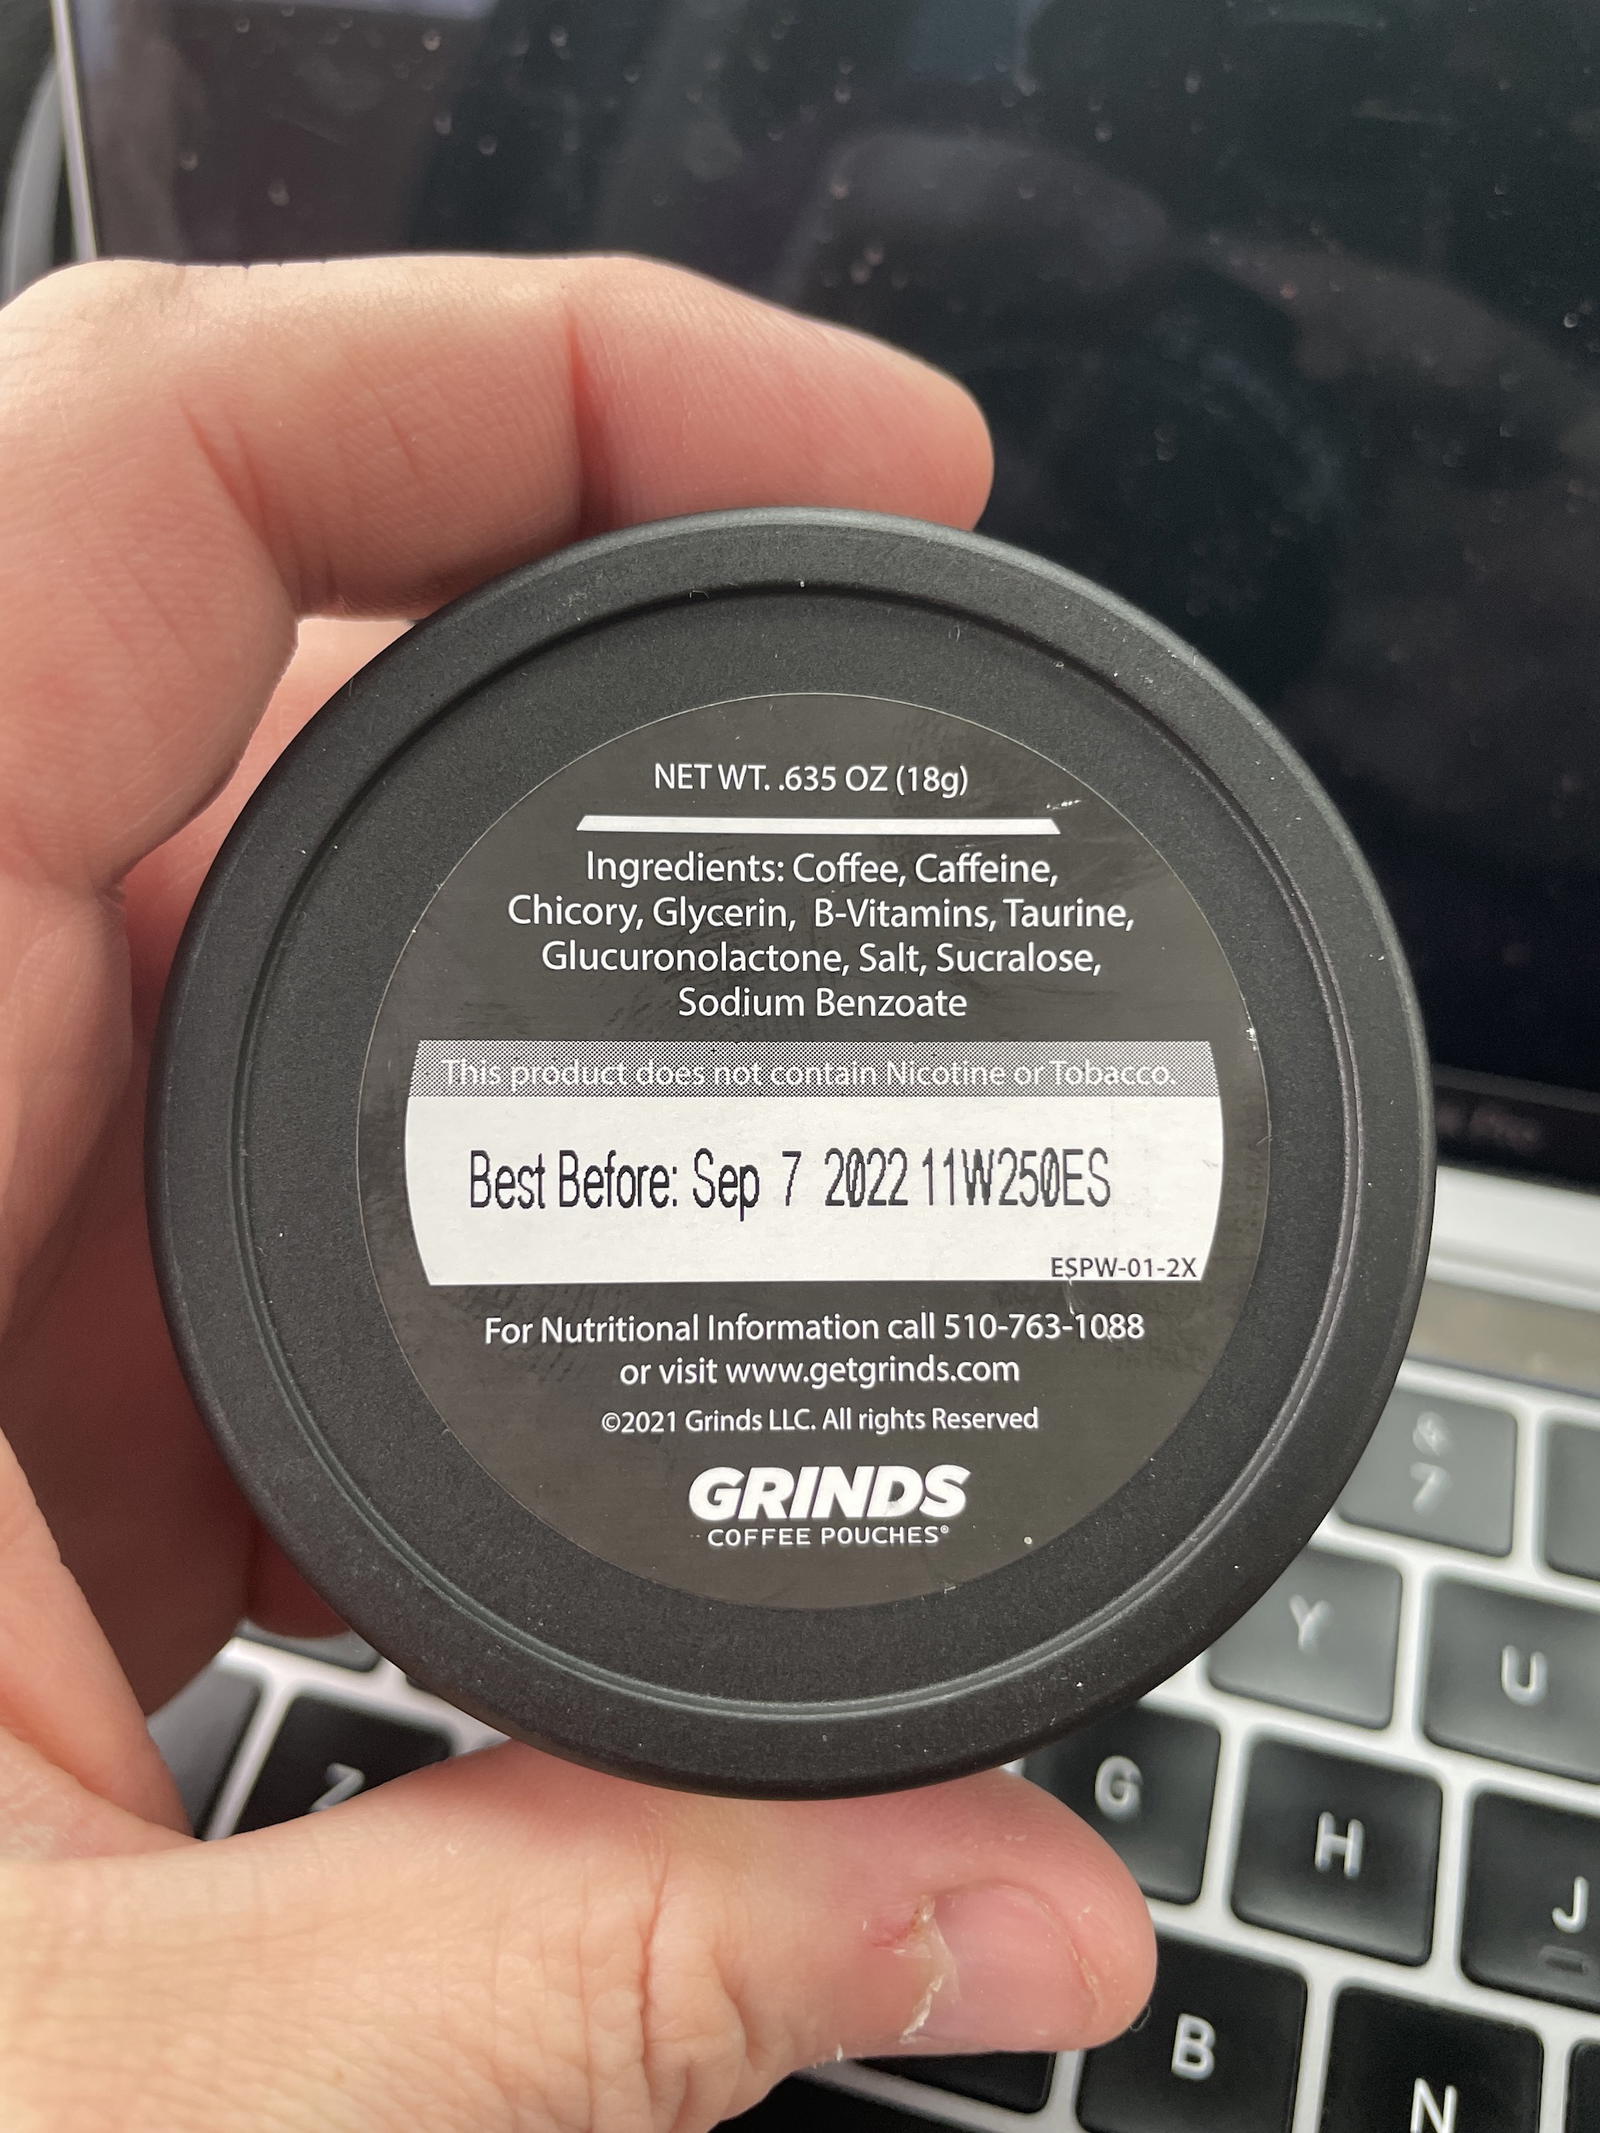 NET WT. .635 OZ (18g)
Ingredients: Coffee, Caffeine,
Chicory, Glycerin, B-Vitamins, Taurine,
Glucuronolactone, Salt, Sucralose,
Sodium Benzoate
This product does not contain Nicotine or Tobacco.
Best Before: Sep 7 2022 11W250ES
ESPW-01-2X
For Nutritional Information call 510-763-1088
or visit www.getgrinds.com
©2021 Grinds LLC. All rights Reserved
GRINDS
COFFEE POUCHES®
& 7
Y U
Z G H J
B N